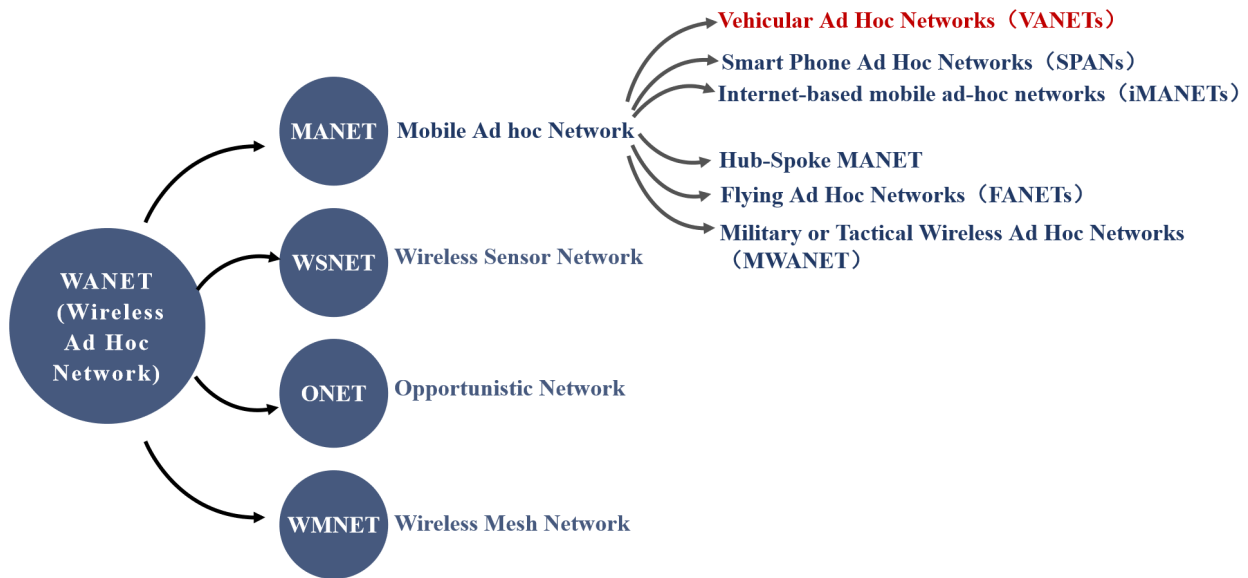 WANET
(Wireless
Ad Hoc
Network)
MANET
Mobile Ad hoc Network
Vehicular Ad Hoc Networks（VANETs）
Smart Phone Ad Hoc Networks（SPANs）
Internet-based mobile ad-hoc networks（iMANETs）
Hub-Spoke MANET
Flying Ad Hoc Networks（FANETs）
Military or Tactical Wireless Ad Hoc Networks
（MWANET）
WSNET
Wireless Sensor Network
ONET
Opportunistic Network
WMNET
Wireless Mesh Network